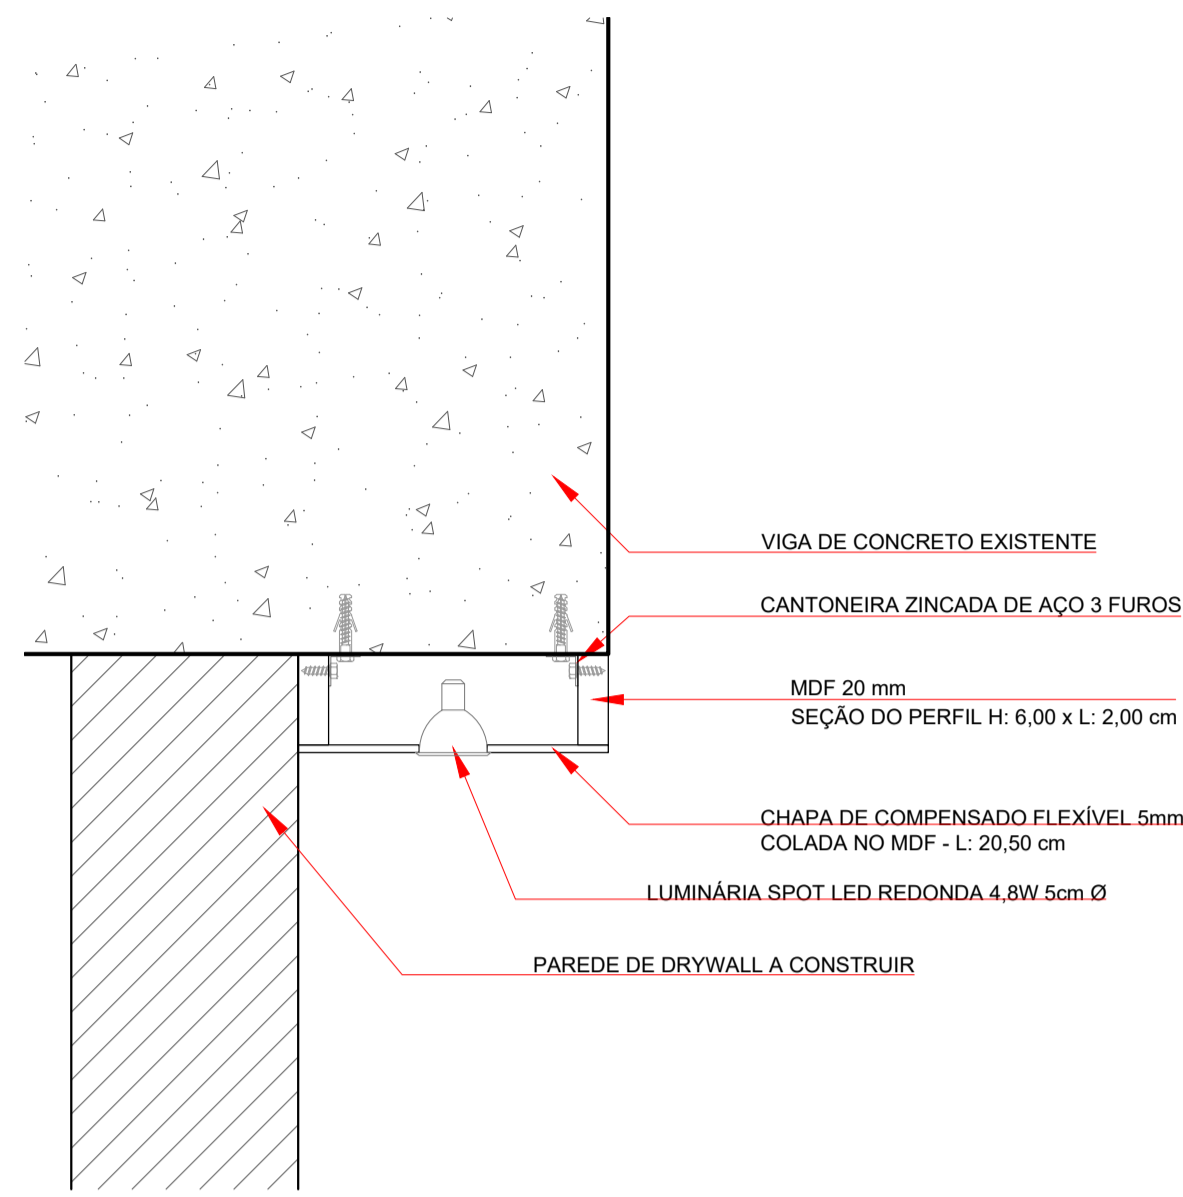 VIGA DE CONCRETO EXISTENTE
CANTONEIRA ZINCADA DE AÇO 3 FUROS
MDF 20 mm
SEÇÃO DO PERFIL H: 6,00 x L: 2,00 cm
CHAPA DE COMPENSADO FLEXÍVEL 5mm
COLADA NO MDF - L: 20,50 cm
LUMINÁRIA SPOT LED REDONDA 4,8W 5cm Ø
PAREDE DE DRYWALL A CONSTRUIR